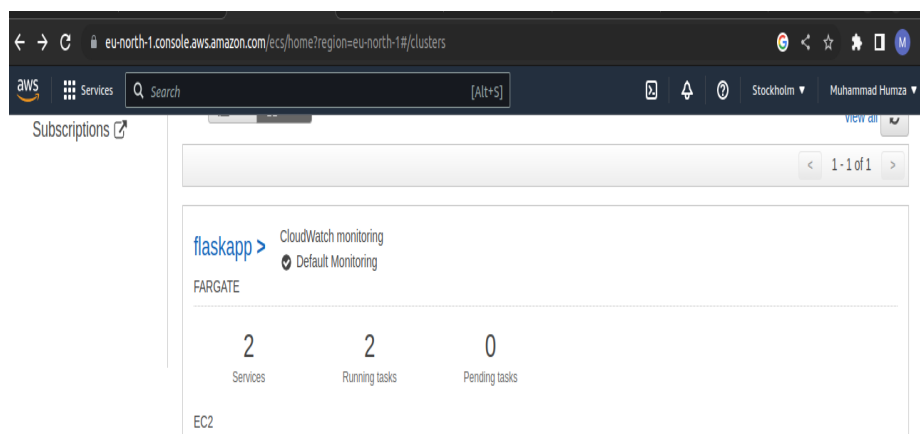 eu-north-1.console.aws.amazon.com/ecs/home?region=eu-north-1#/clusters
M
aws Services Search [Alt+S] Stockholm Muhammad Humza
Subscriptions
View all
< 1 - 1 of 1 >
flaskapp >
CloudWatch monitoring
Default Monitoring
FARGATE
2 2 0
Services Running tasks Pending tasks
EC2